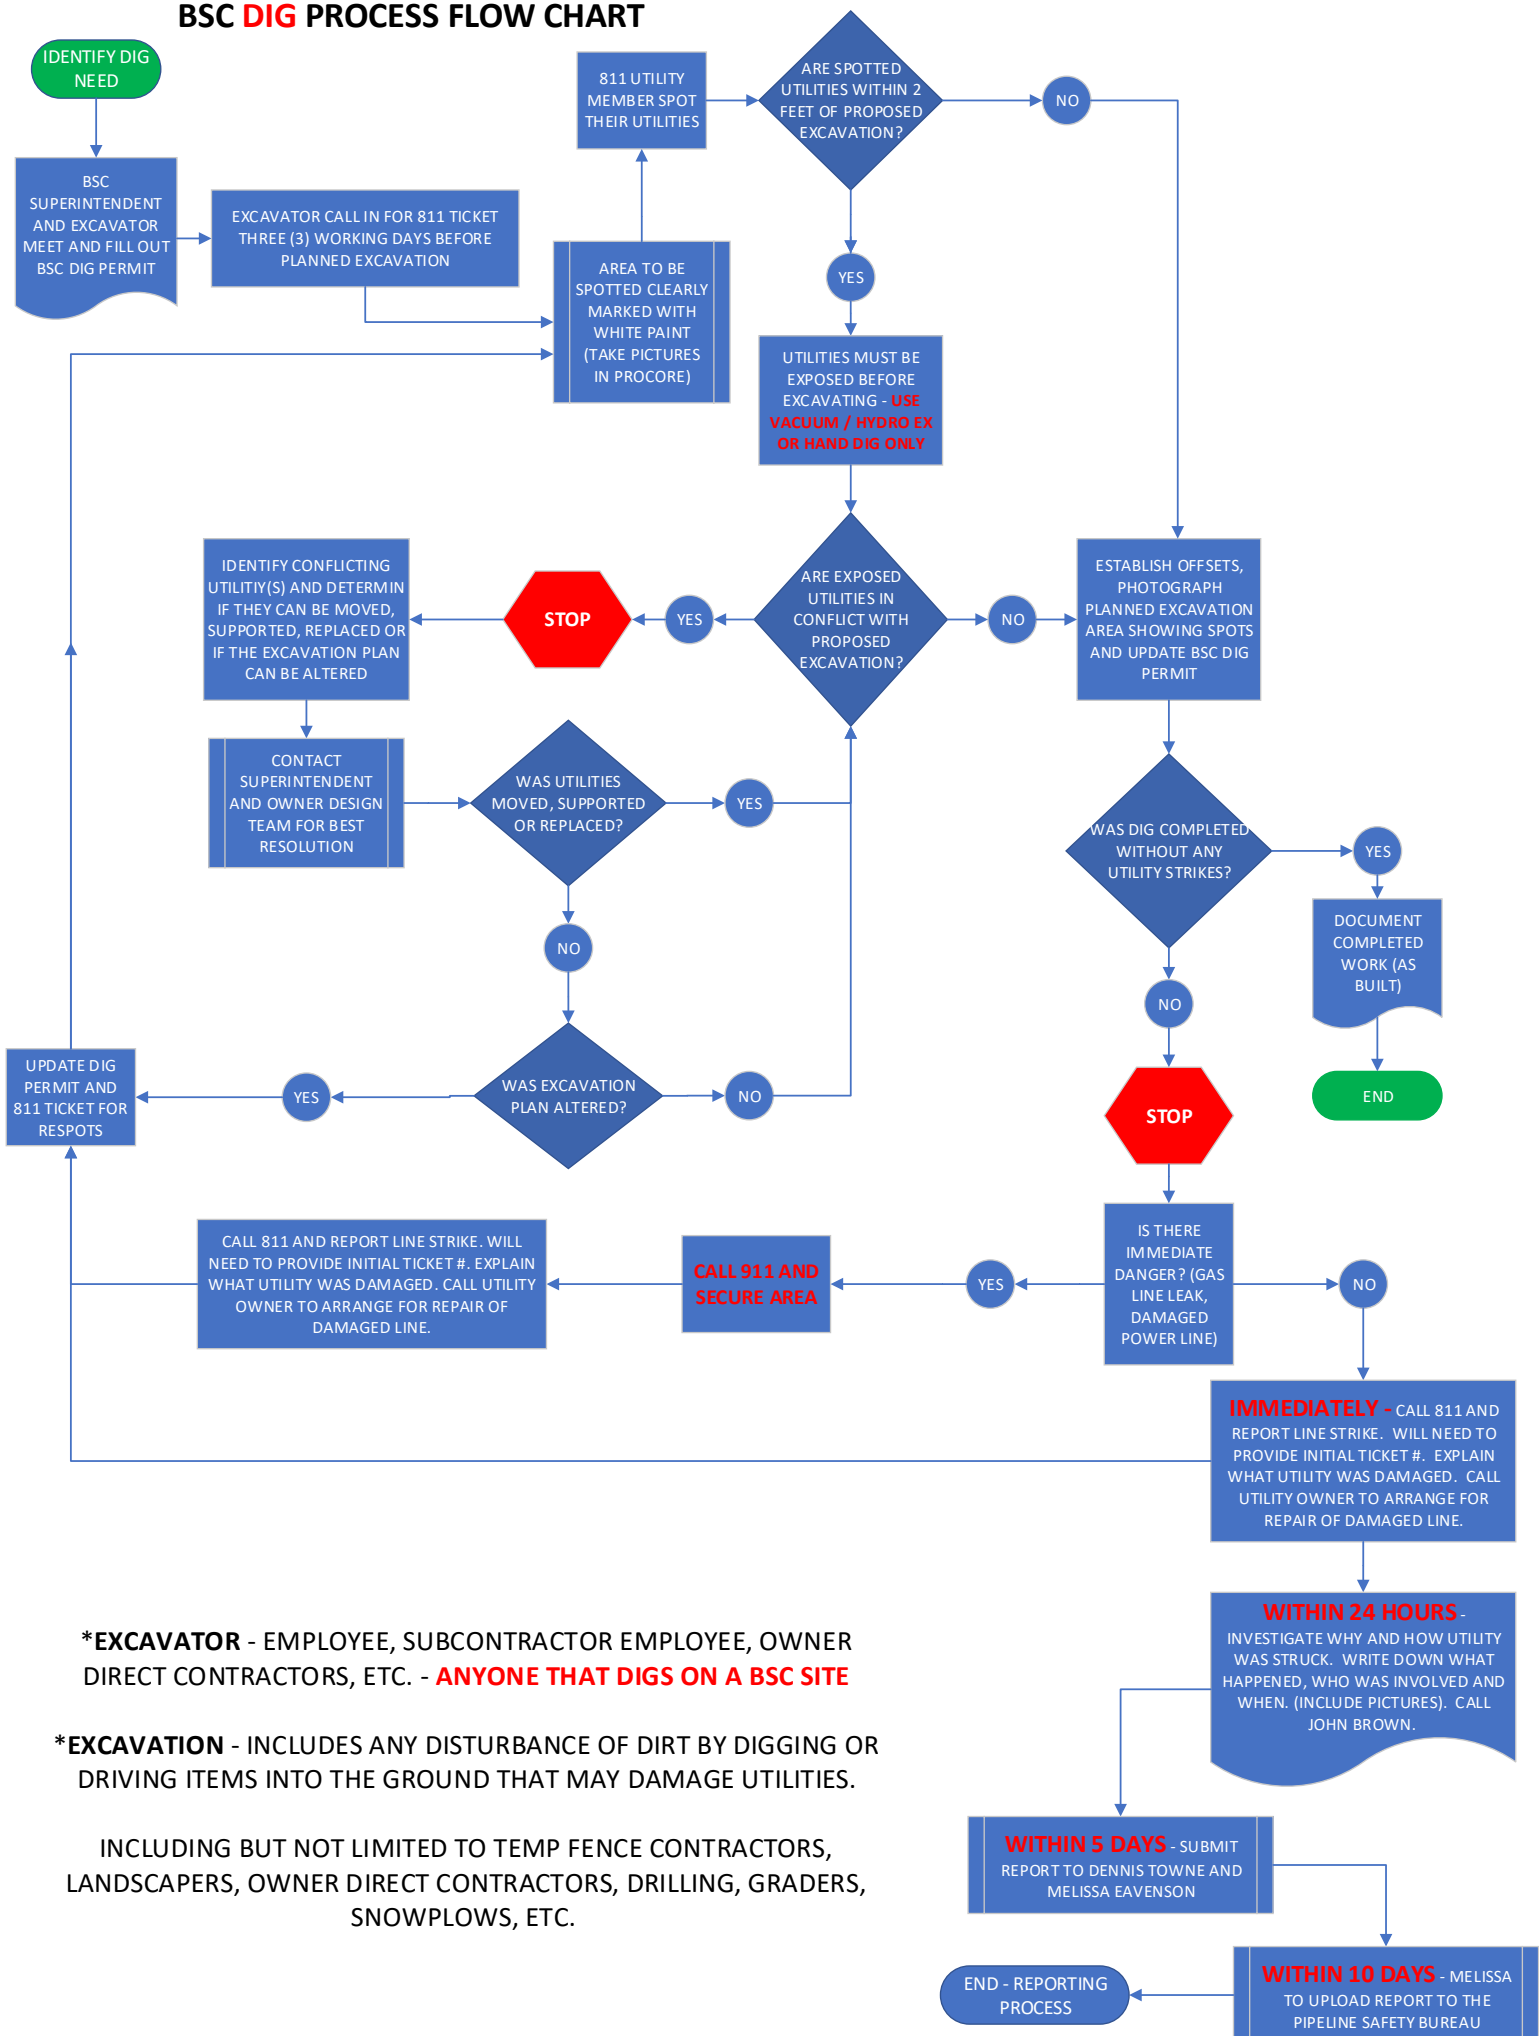 BSC DIG PROCESS FLOW CHART
IDENTIFY DIG
NEED
BSC
SUPERINTENDENT
AND EXCAVATOR
MEET AND FILL OUT
BSC DIG PERMIT
EXCAVATOR CALL IN FOR 811 TICKET
THREE (3) WORKING DAYS BEFORE
PLANNED EXCAVATION
AREA TO BE
SPOTTED CLEARLY
MARKED WITH
WHITE PAINT
(TAKE PICTURES
IN PROCORE)
811 UTILITY
MEMBER SPOT
THEIR UTILITIES
ARE SPOTTED
UTILITIES WITHIN 2
FEET OF PROPOSED
EXCAVATION?
NO
YES
UTILITIES MUST BE
EXPOSED BEFORE
EXCAVATING - USE
VACUUM / HYDRO EX
OR HAND DIG ONLY
ARE EXPOSED
UTILITIES IN
CONFLICT WITH
PROPOSED
EXCAVATION?
NO
YES
STOP
IDENTIFY CONFLICTING
UTILITIY(S) AND DETERMIN
IF THEY CAN BE MOVED,
SUPPORTED, REPLACED OR
IF THE EXCAVATION PLAN
CAN BE ALTERED
CONTACT
SUPERINTENDENT
AND OWNER DESIGN
TEAM FOR BEST
RESOLUTION
WAS UTILITIES
MOVED, SUPPORTED
OR REPLACED?
YES
NO
WAS EXCAVATION
PLAN ALTERED?
NO
YES
UPDATE DIG
PERMIT AND
811 TICKET FOR
RESPOTS
ESTABLISH OFFSETS,
PHOTOGRAPH
PLANNED EXCAVATION
AREA SHOWING SPOTS
AND UPDATE BSC DIG
PERMIT
WAS DIG COMPLETED
WITHOUT ANY
UTILITY STRIKES?
YES
DOCUMENT
COMPLETED
WORK (AS
BUILT)
END
NO
STOP
IS THERE
IMMEDIATE
DANGER? (GAS
LINE LEAK,
DAMAGED
POWER LINE)
YES
CALL 911 AND
SECURE AREA
CALL 811 AND REPORT LINE STRIKE. WILL
NEED TO PROVIDE INITIAL TICKET #. EXPLAIN
WHAT UTILITY WAS DAMAGED. CALL UTILITY
OWNER TO ARRANGE FOR REPAIR OF
DAMAGED LINE.
NO
IMMEDIATELY - CALL 811 AND
REPORT LINE STRIKE. WILL NEED TO
PROVIDE INITIAL TICKET #. EXPLAIN
WHAT UTILITY WAS DAMAGED. CALL
UTILITY OWNER TO ARRANGE FOR
REPAIR OF DAMAGED LINE.
WITHIN 24 HOURS -
INVESTIGATE WHY AND HOW UTILITY
WAS STRUCK. WRITE DOWN WHAT
HAPPENED, WHO WAS INVOLVED AND
WHEN. (INCLUDE PICTURES). CALL
JOHN BROWN.
WITHIN 5 DAYS - SUBMIT
REPORT TO DENNIS TOWNE AND
MELISSA EAVENSON
WITHIN 10 DAYS - MELISSA
TO UPLOAD REPORT TO THE
PIPELINE SAFETY BUREAU
END - REPORTING
PROCESS
*EXCAVATOR - EMPLOYEE, SUBCONTRACTOR EMPLOYEE, OWNER
DIRECT CONTRACTORS, ETC. - ANYONE THAT DIGS ON A BSC SITE
*EXCAVATION - INCLUDES ANY DISTURBANCE OF DIRT BY DIGGING OR
DRIVING ITEMS INTO THE GROUND THAT MAY DAMAGE UTILITIES.
INCLUDING BUT NOT LIMITED TO TEMP FENCE CONTRACTORS,
LANDSCAPERS, OWNER DIRECT CONTRACTORS, DRILLING, GRADERS,
SNOWPLOWS, ETC.